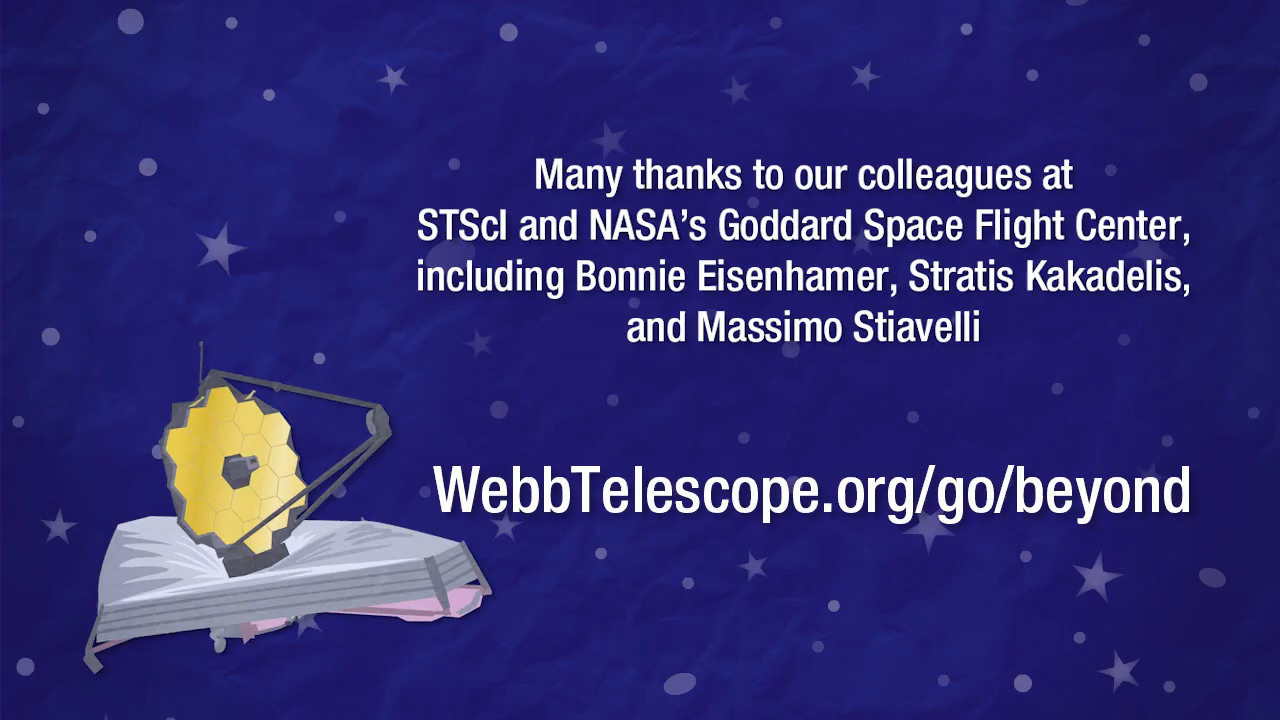 Many thanks to our colleagues at
STScI and NASA’s Goddard Space Flight Center,
including Bonnie Eisenhamer, Stratis Kakadelis,
and Massimo Stiavelli
WebbTelescope.org/go/beyond